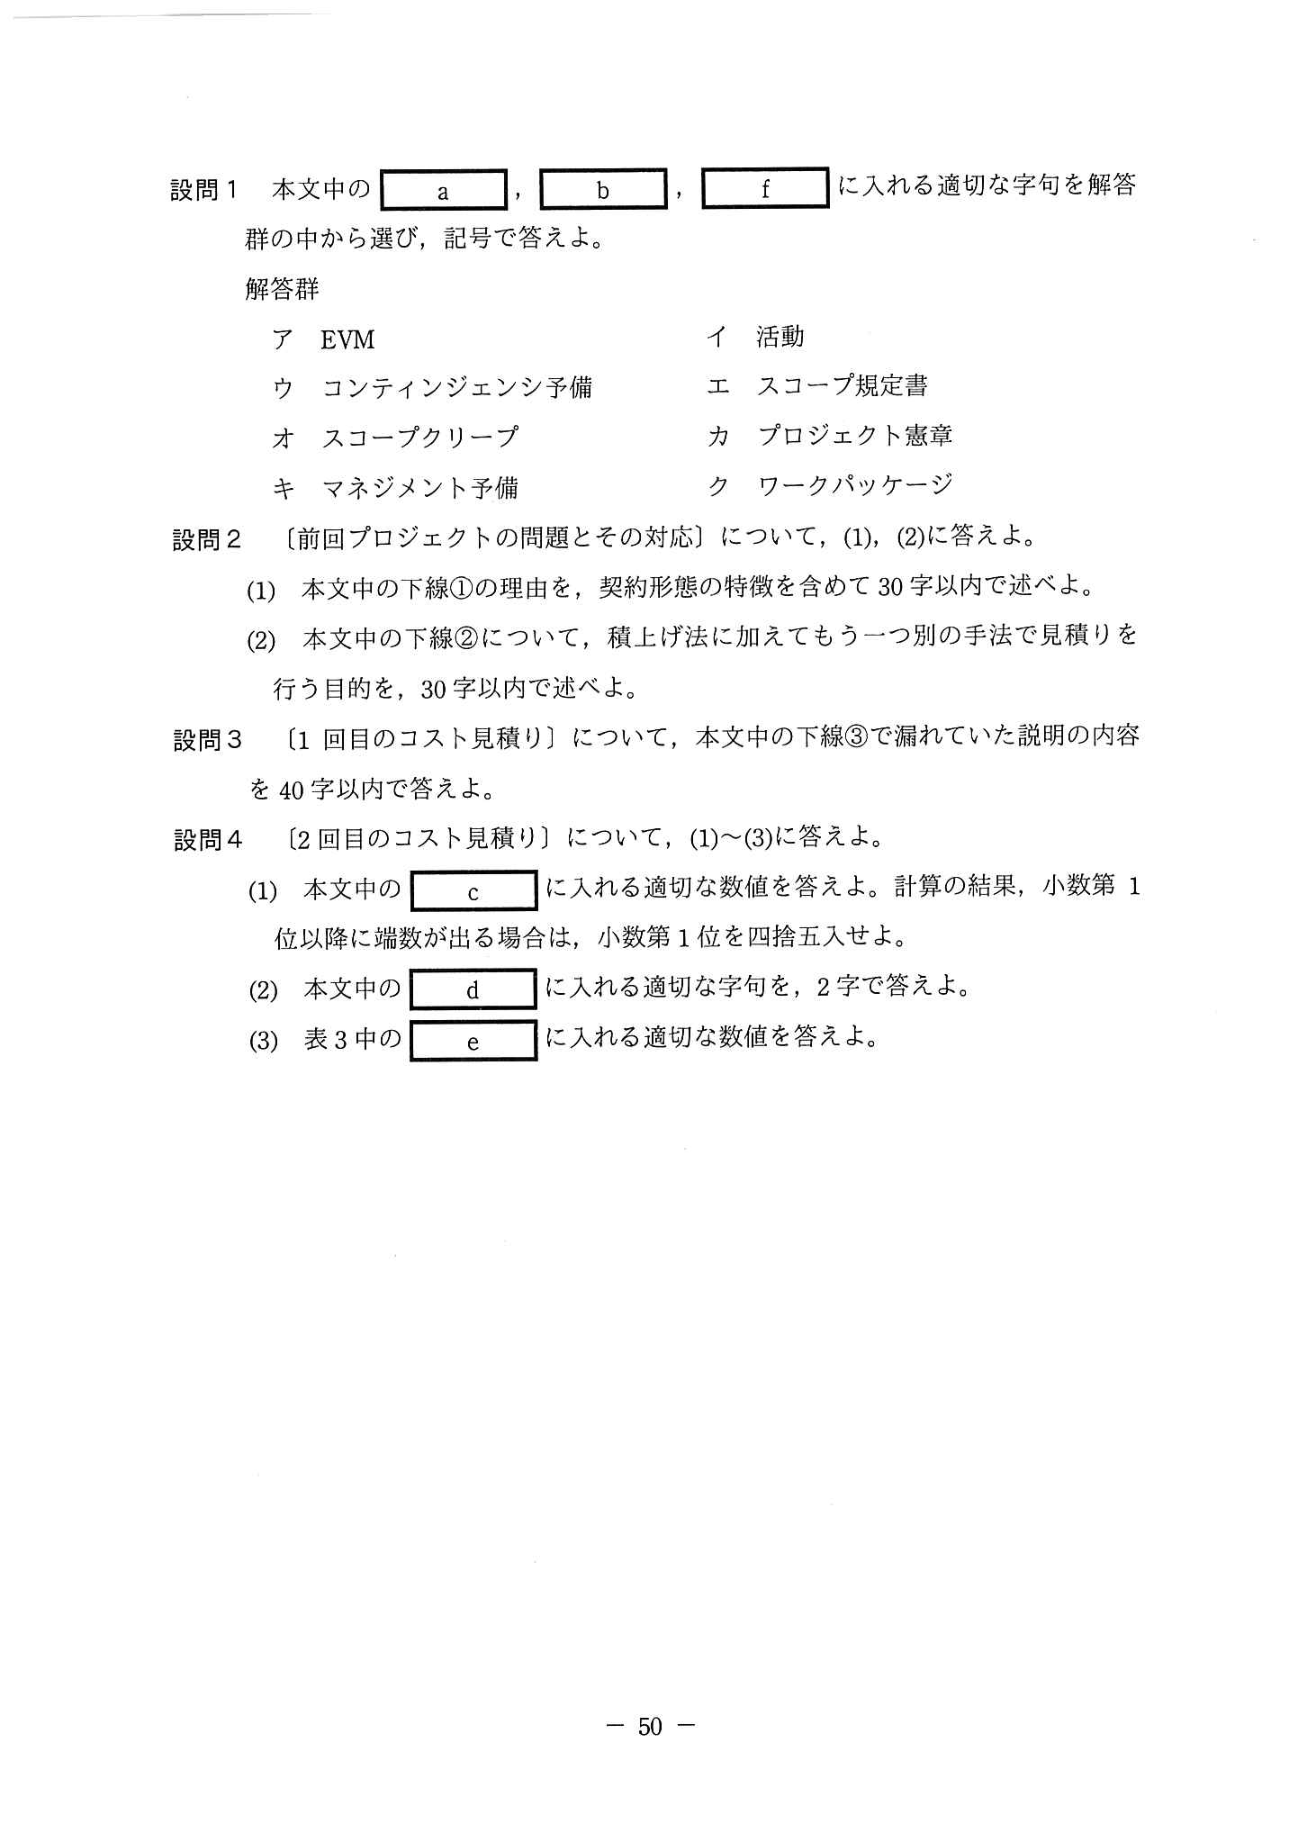 設問1 本文中の a ， b ， f に入れる適切な字句を解答
群の中から選び，記号で答えよ。
解答群
ア EVM イ 活動
ウ コンティンジェンシ予備 エ スコープ規定書
オ スコープクリープ カ プロジェクト憲章
キ マネジメント予備 ク ワークパッケージ
設問2 〔前回プロジェクトの問題とその対応〕について，(1)，(2)に答えよ。
(1) 本文中の下線①の理由を，契約形態の特徴を含めて 30 字以内で述べよ。
(2) 本文中の下線②について，積上げ法に加えてもう一つ別の手法で見積りを
行う目的を，30 字以内で述べよ。
設問3 〔1 回目のコスト見積り〕について，本文中の下線③で漏れていた説明の内容
を 40 字以内で答えよ。
設問4 〔2 回目のコスト見積り〕について，(1)～(3)に答えよ。
(1) 本文中の c に入れる適切な数値を答えよ。計算の結果，小数第 1
位以降に端数が出る場合は，小数第 1 位を四捨五入せよ。
(2) 本文中の d に入れる適切な字句を，2 字で答えよ。
(3) 表 3 中の e に入れる適切な数値を答えよ。
－ 50 －